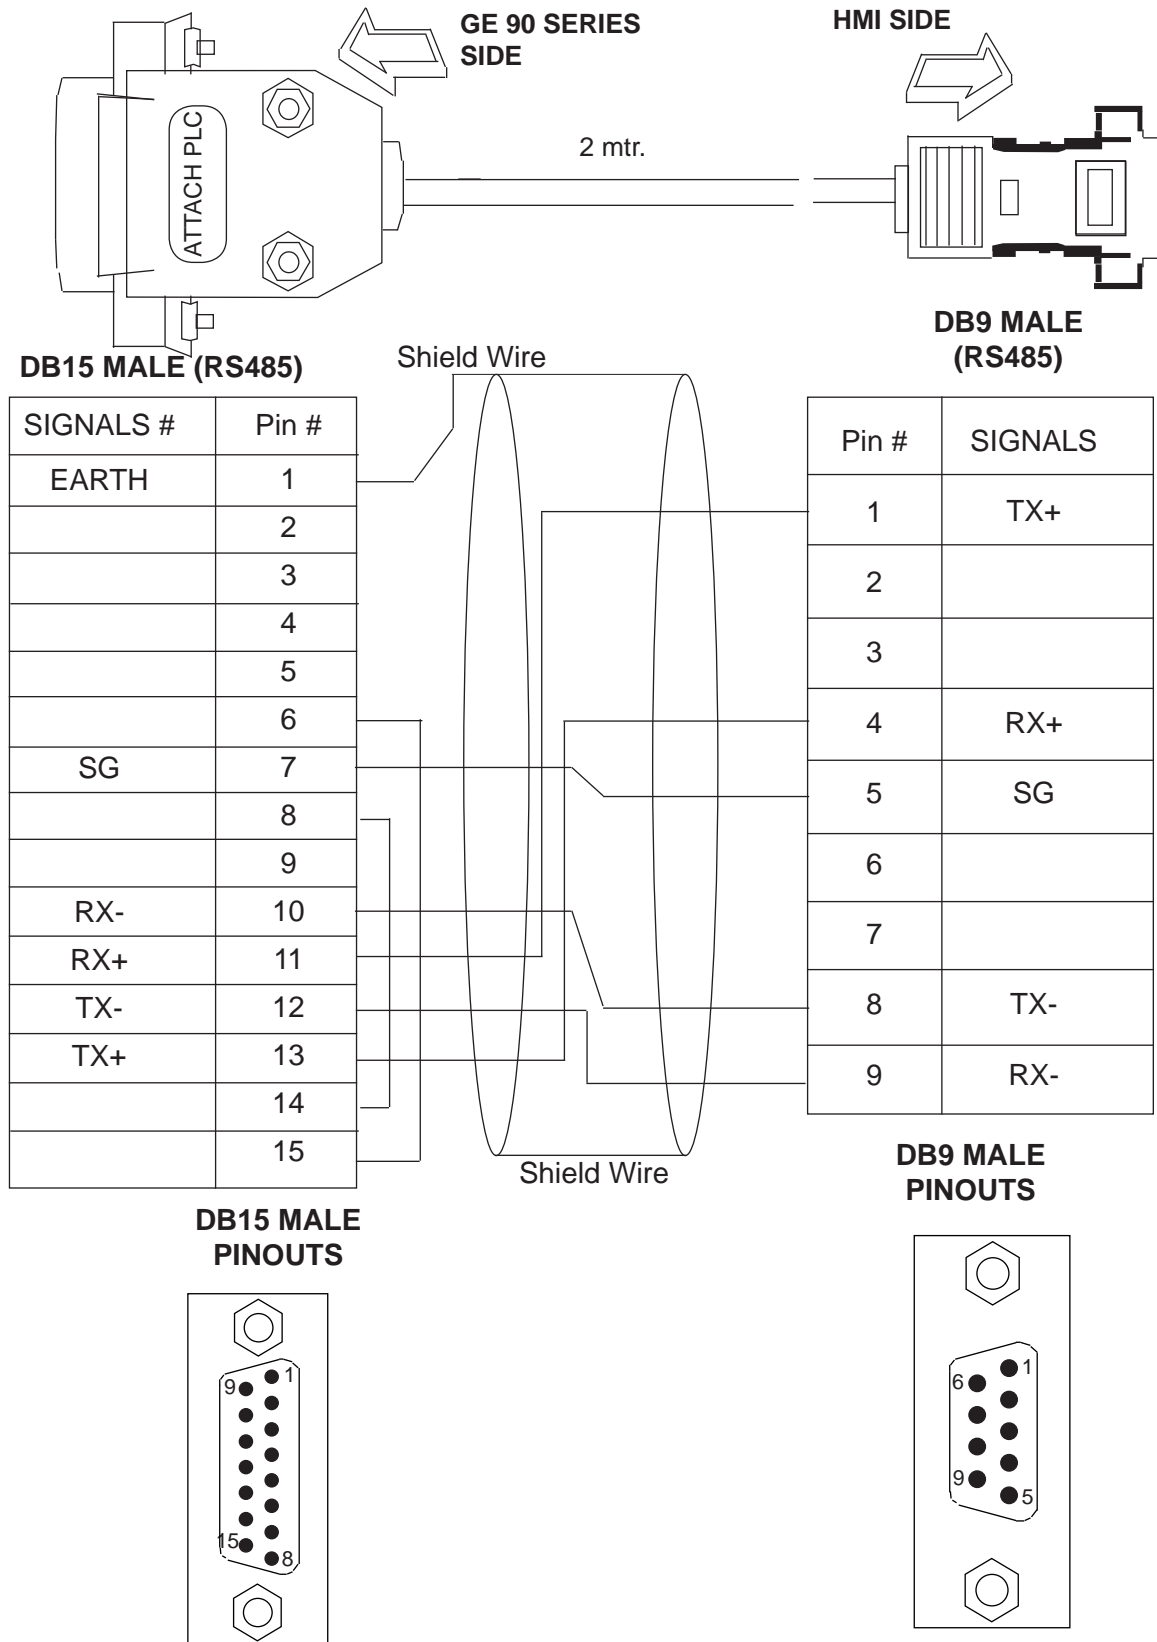 GE 90 SERIES
SIDE
HMI SIDE
ATTACH PLC
2 mtr.
DB15 MALE (RS485)
Shield Wire
DB9 MALE
(RS485)
SIGNALS # Pin #
EARTH 1
2
3
4
5
6
SG 7
8
9
RX- 10
RX+ 11
TX- 12
TX+ 13
14
15
Pin # SIGNALS
1 TX+
2
3
4 RX+
5 SG
6
7
8 TX-
9 RX-
Shield Wire
DB15 MALE
PINOUTS
DB9 MALE
PINOUTS
9 1
15 8
6 1
9 5